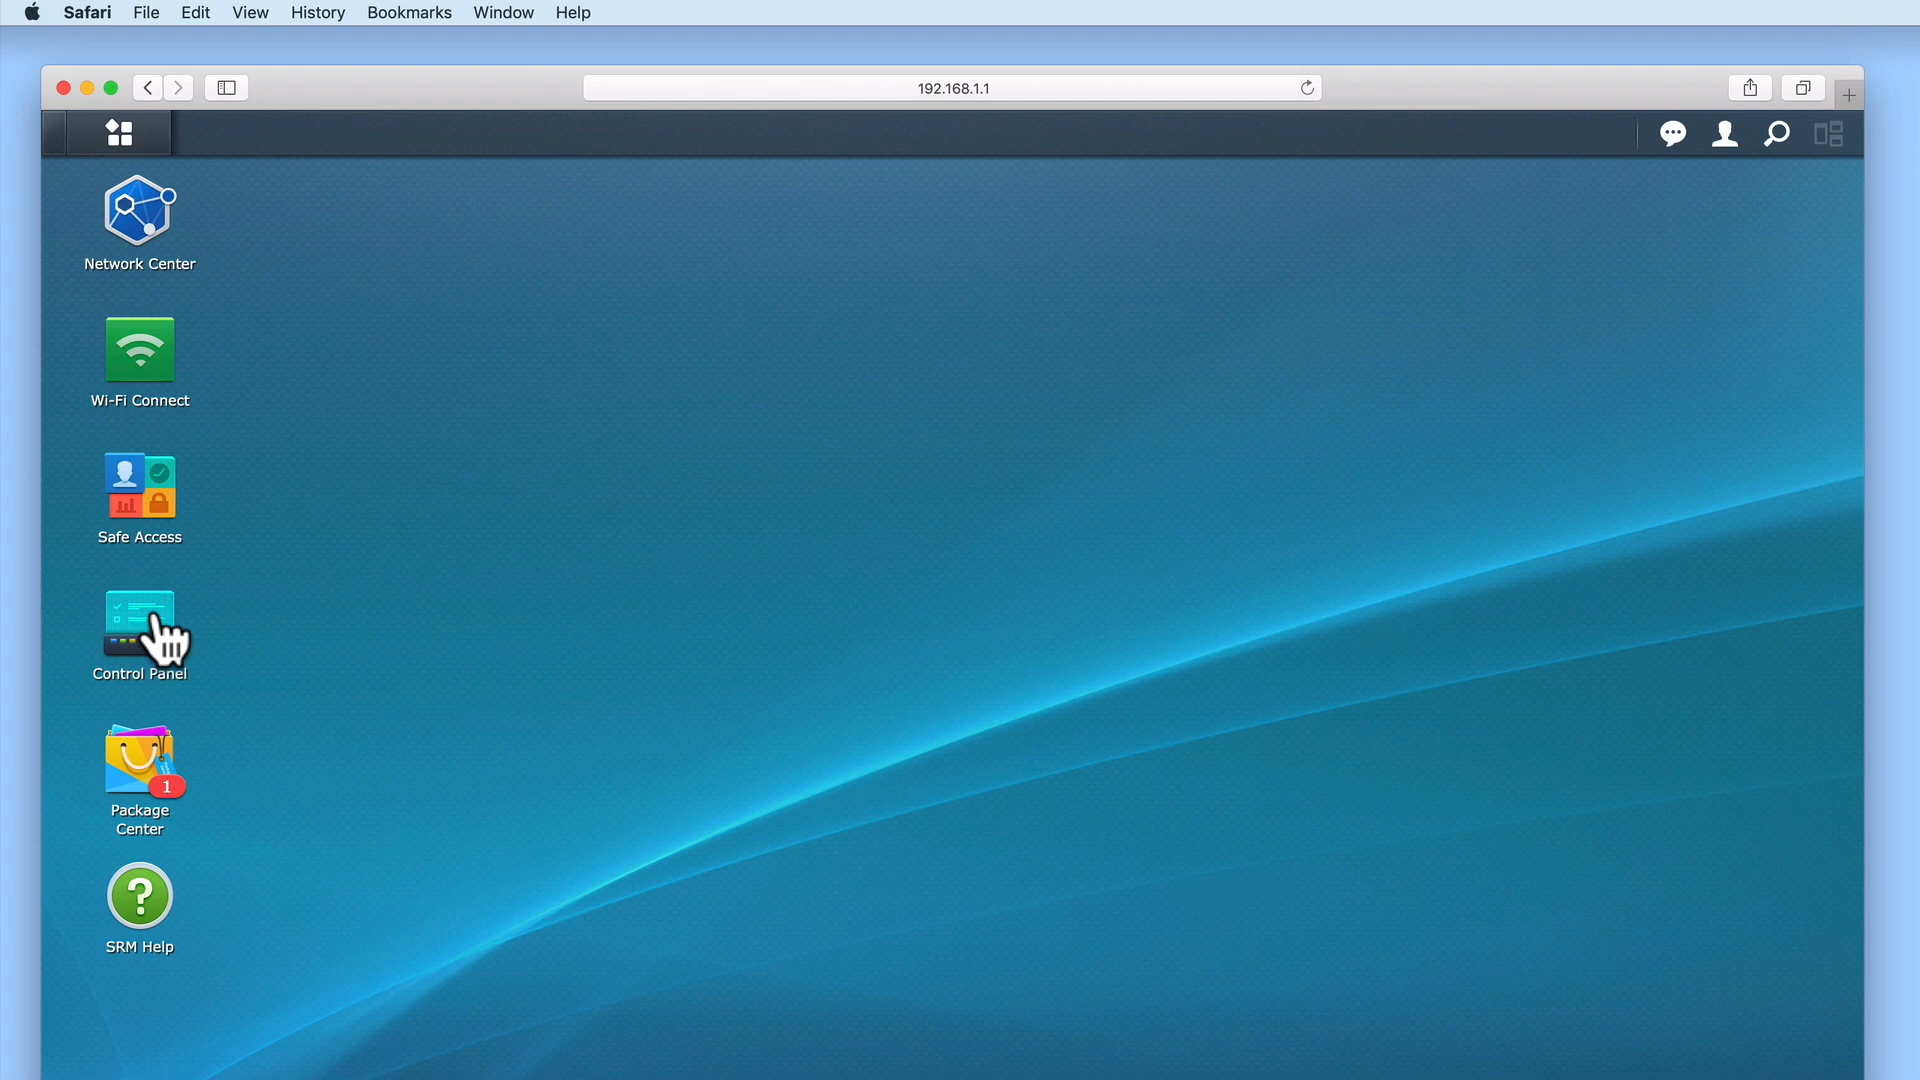 Safari File Edit View History Bookmarks Window Help
192.168.1.1
Network Center
Wi-Fi Connect
Safe Access
Control Panel
1
Package
Center
?
SRM Help